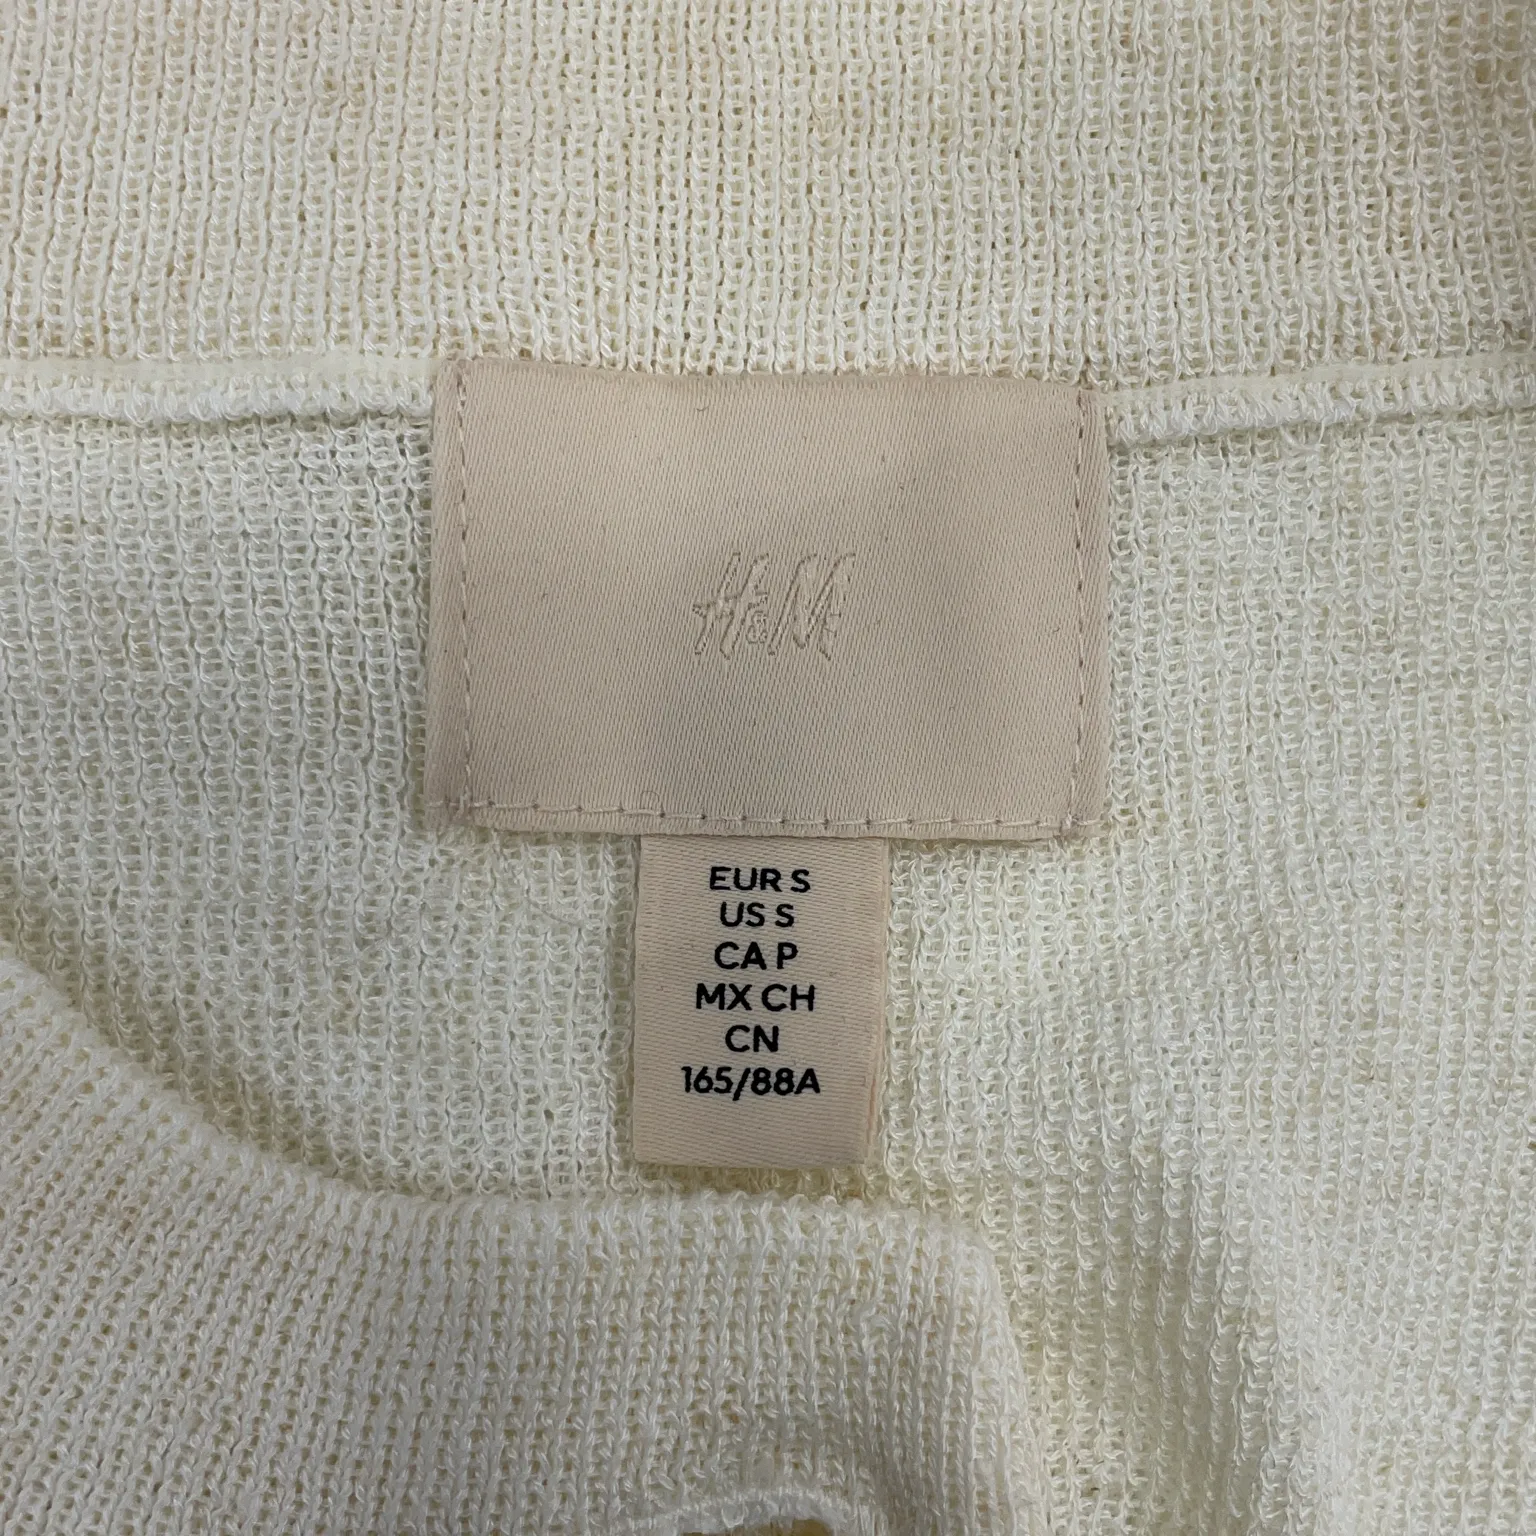 H&M
EUR S
US S
CA P
MX CH
CN
165/88A